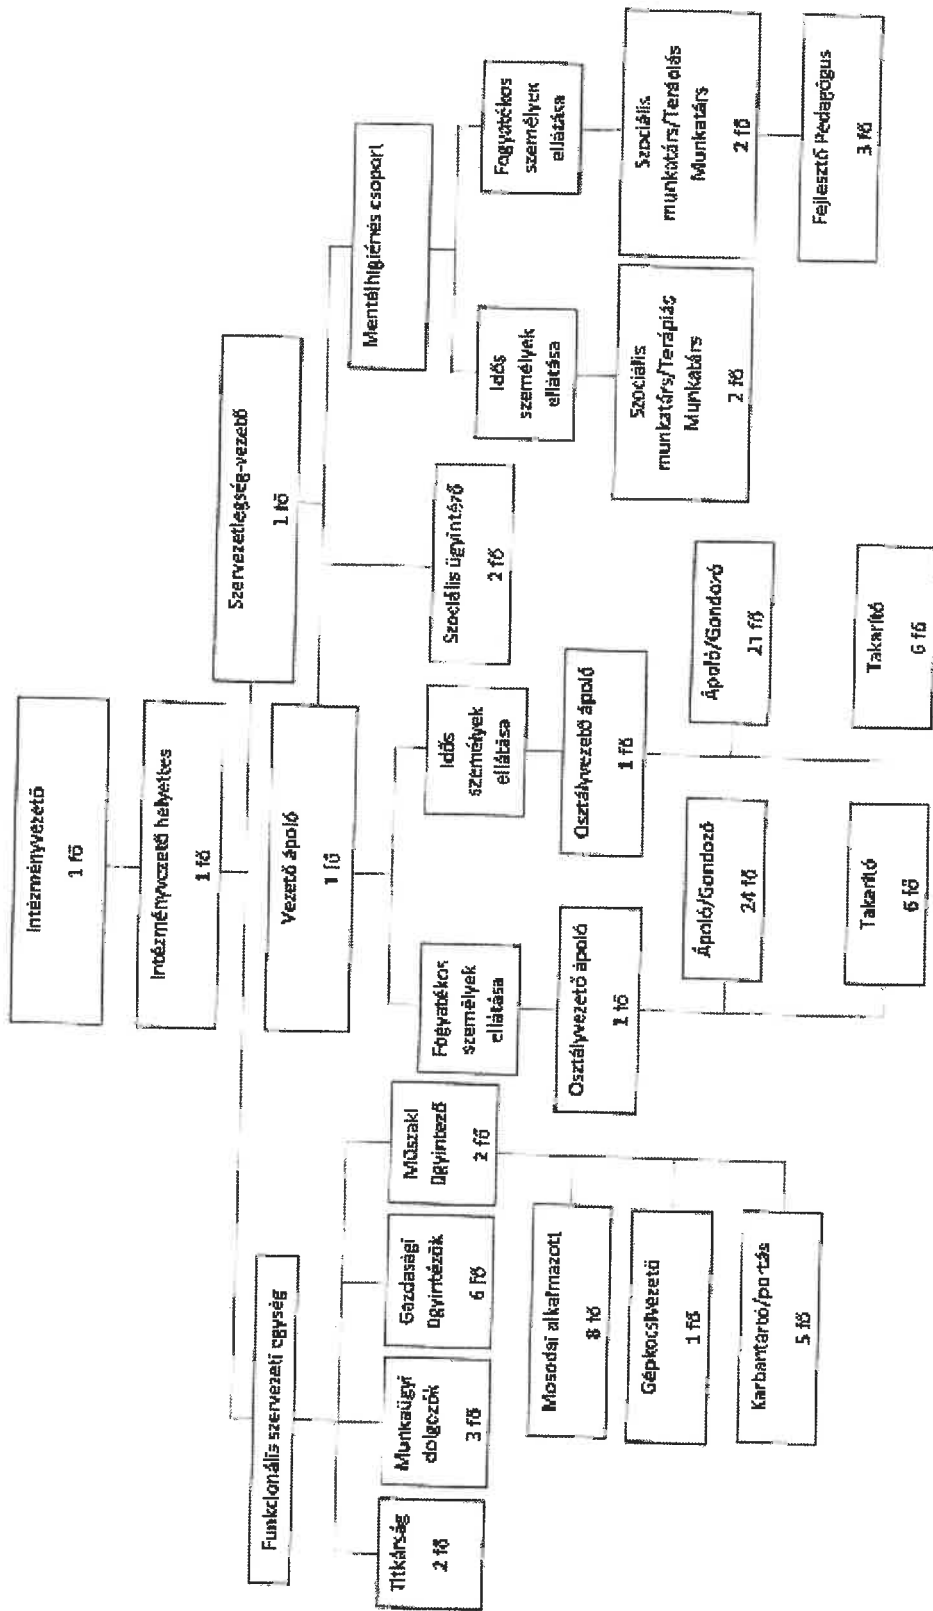 Intézményvezető
1 fő
Intézményvezető helyettes
1 fő
Szervezetiegység-vezető
1 fő
Funkcionális szervezeti egység
Vezető ápoló
1 fő
Mentálhigiénés csoport
Titkárság
2 fő
Munkaügyi
dolgozók
3 fő
Gazdasági
ügyintézők
6 fő
Műszaki
ügyintéző
2 fő
Fogyatékos
személyek
ellátása
Idős
személyek
ellátása
Szociális ügyintéző
2 fő
Idős
személyek
ellátása
Fogyatékos
személyek
ellátása
Mosodai alkalmazott
8 fő
Gépkocsivezető
1 fő
Karbantartó/portás
5 fő
Osztályvezető ápoló
1 fő
Osztályvezető ápoló
1 fő
Szociális
munkatárs/Terápiás
Munkatárs
2 fő
Szociális
munkatárs/Terápiás
Munkatárs
2 fő
Ápoló/Gondozó
24 fő
Ápoló/Gondozó
21 fő
Fejlesztő Pedagógus
3 fő
Takarító
6 fő
Takarító
6 fő